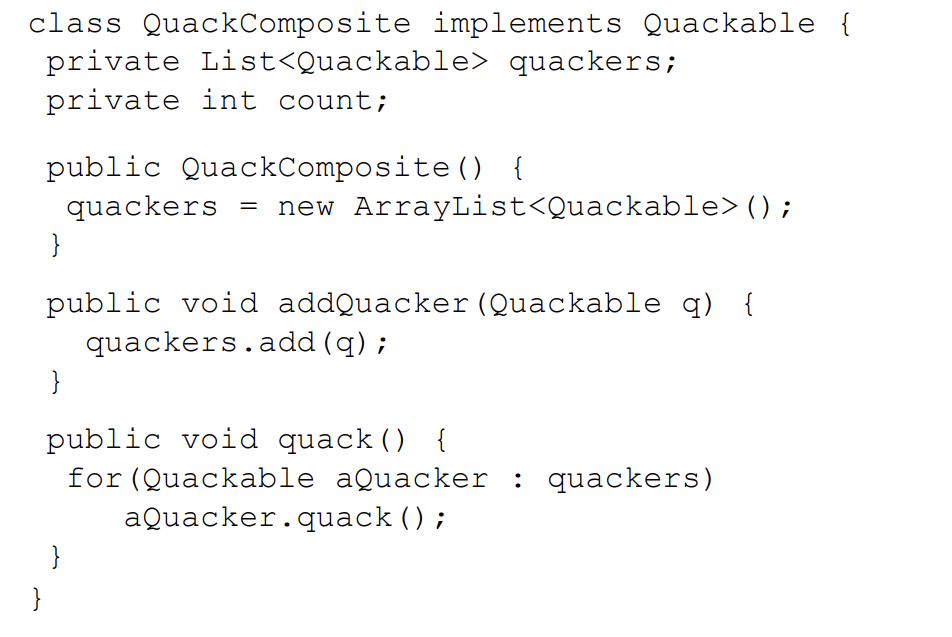 class QuackComposite implements Quackable {
private List<Quackable> quackers;
private int count;
public QuackComposite() {
quackers = new ArrayList<Quackable>();
}
public void addQuacker(Quackable q) {
quackers.add(q);
}
public void quack() {
for(Quackable aQuacker : quackers)
aQuacker.quack();
}
}